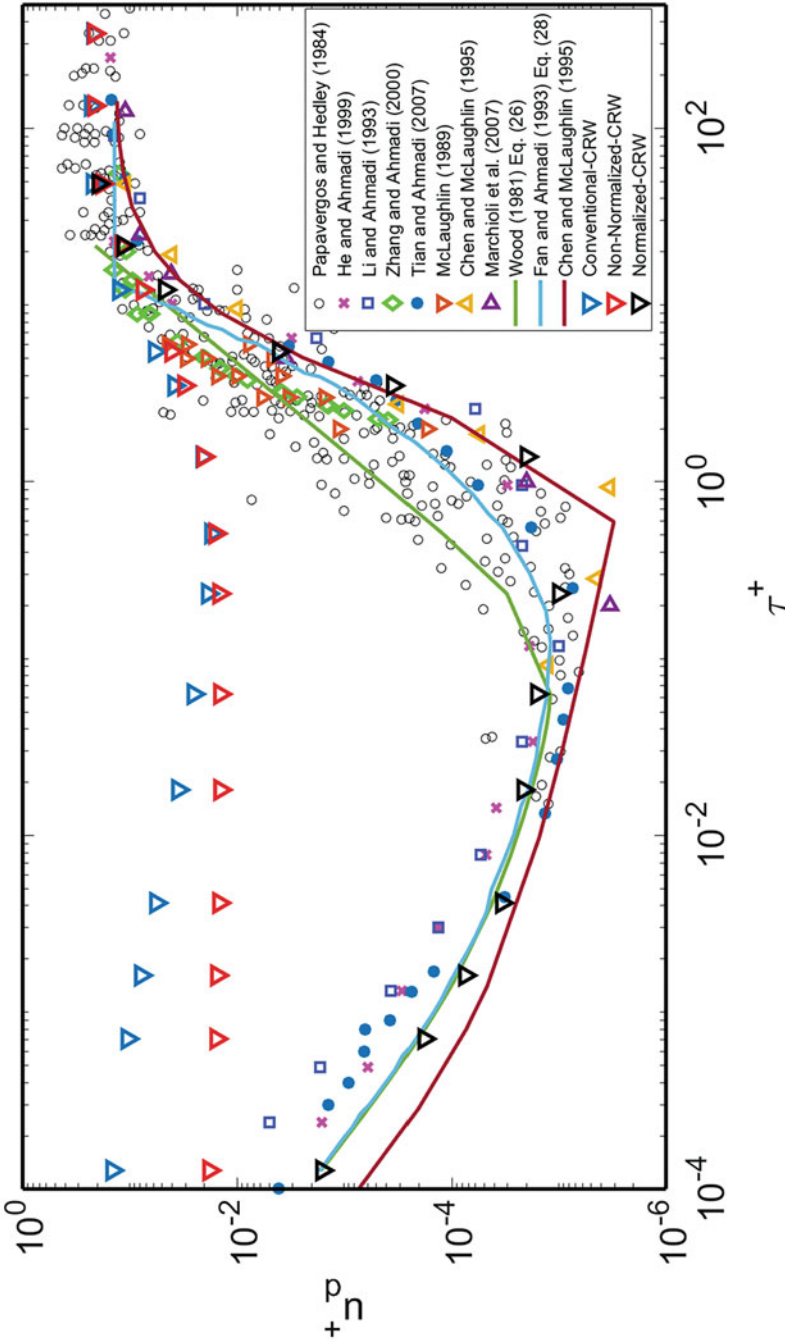 10^0
10^-2
10^-4
10^-6
u_d^+
10^-4
10^-2
10^0
10^2
τ^+
Papavergos and Hedley (1984)
He and Ahmadi (1999)
Li and Ahmadi (1993)
Zhang and Ahmadi (2000)
Tian and Ahmadi (2007)
McLaughlin (1989)
Chen and McLaughlin (1995)
Marchioli et al. (2007)
Wood (1981) Eq. (26)
Fan and Ahmadi (1993) Eq. (28)
Chen and McLaughlin (1995)
Conventional-CRW
Non-Normalized-CRW
Normalized-CRW